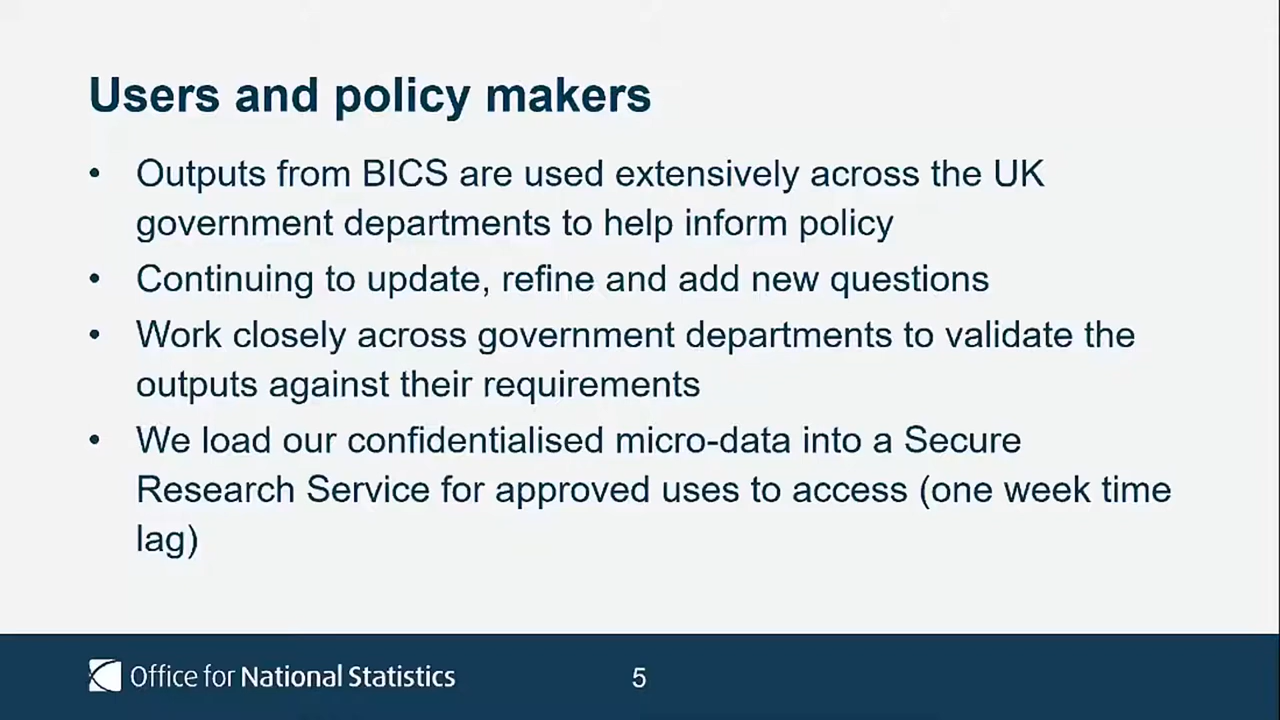 Users and policy makers
• Outputs from BICS are used extensively across the UK
government departments to help inform policy
• Continuing to update, refine and add new questions
• Work closely across government departments to validate the
outputs against their requirements
• We load our confidentialised micro-data into a Secure
Research Service for approved uses to access (one week time
lag)
Office for National Statistics
5